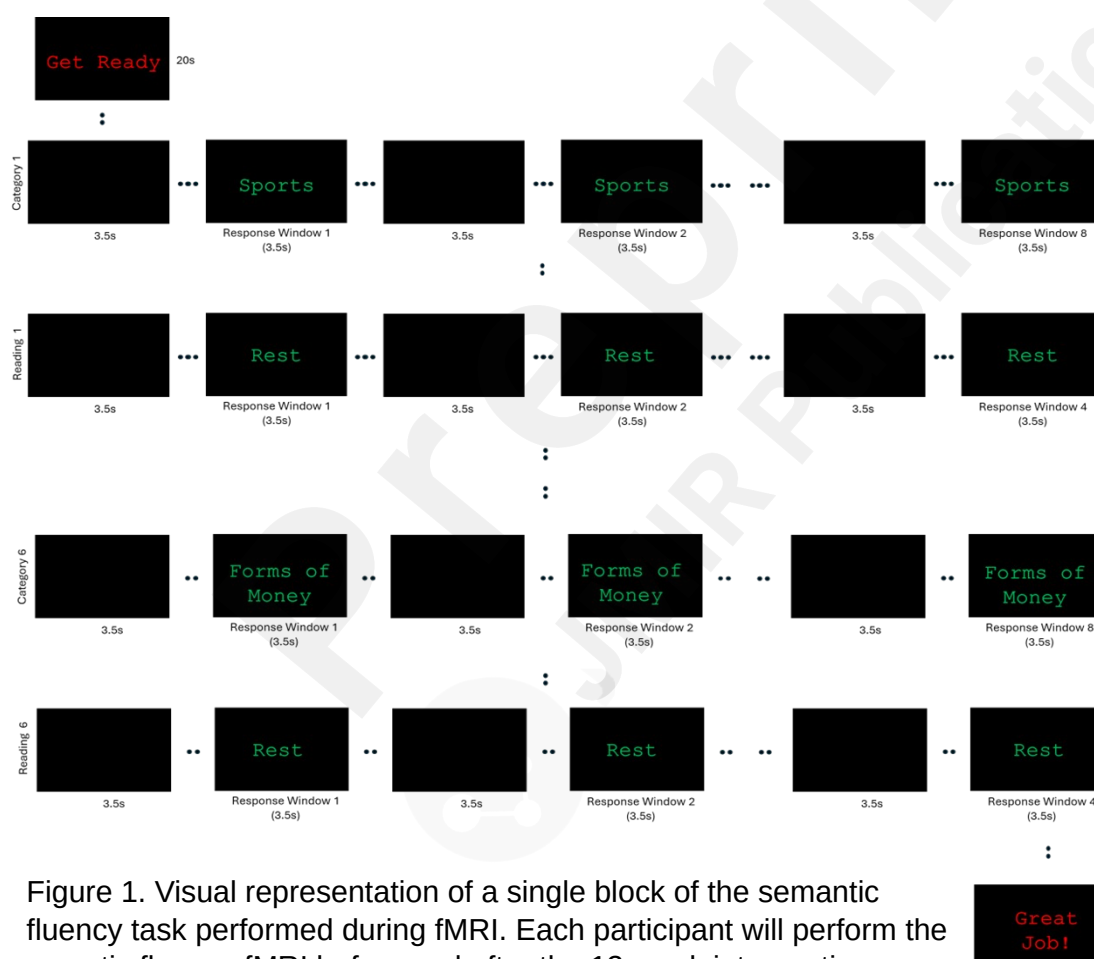 Get Ready 20s
Category 1
Sports Sports Sports
3.5s Response Window 1 3.5s Response Window 2 3.5s Response Window 8
(3.5s) (3.5s) (3.5s)
Reading 1
Rest Rest Rest
3.5s Response Window 1 3.5s Response Window 2 3.5s Response Window 4
(3.5s) (3.5s) (3.5s)
Category 6
Forms of Forms of Forms of
Money Money Money
3.5s Response Window 1 3.5s Response Window 2 3.5s Response Window 8
(3.5s) (3.5s) (3.5s)
Reading 6
Rest Rest Rest
3.5s Response Window 1 3.5s Response Window 2 3.5s Response Window 4
(3.5s) (3.5s) (3.5s)
Great
Job!
Figure 1. Visual representation of a single block of the semantic
fluency task performed during fMRI. Each participant will perform the